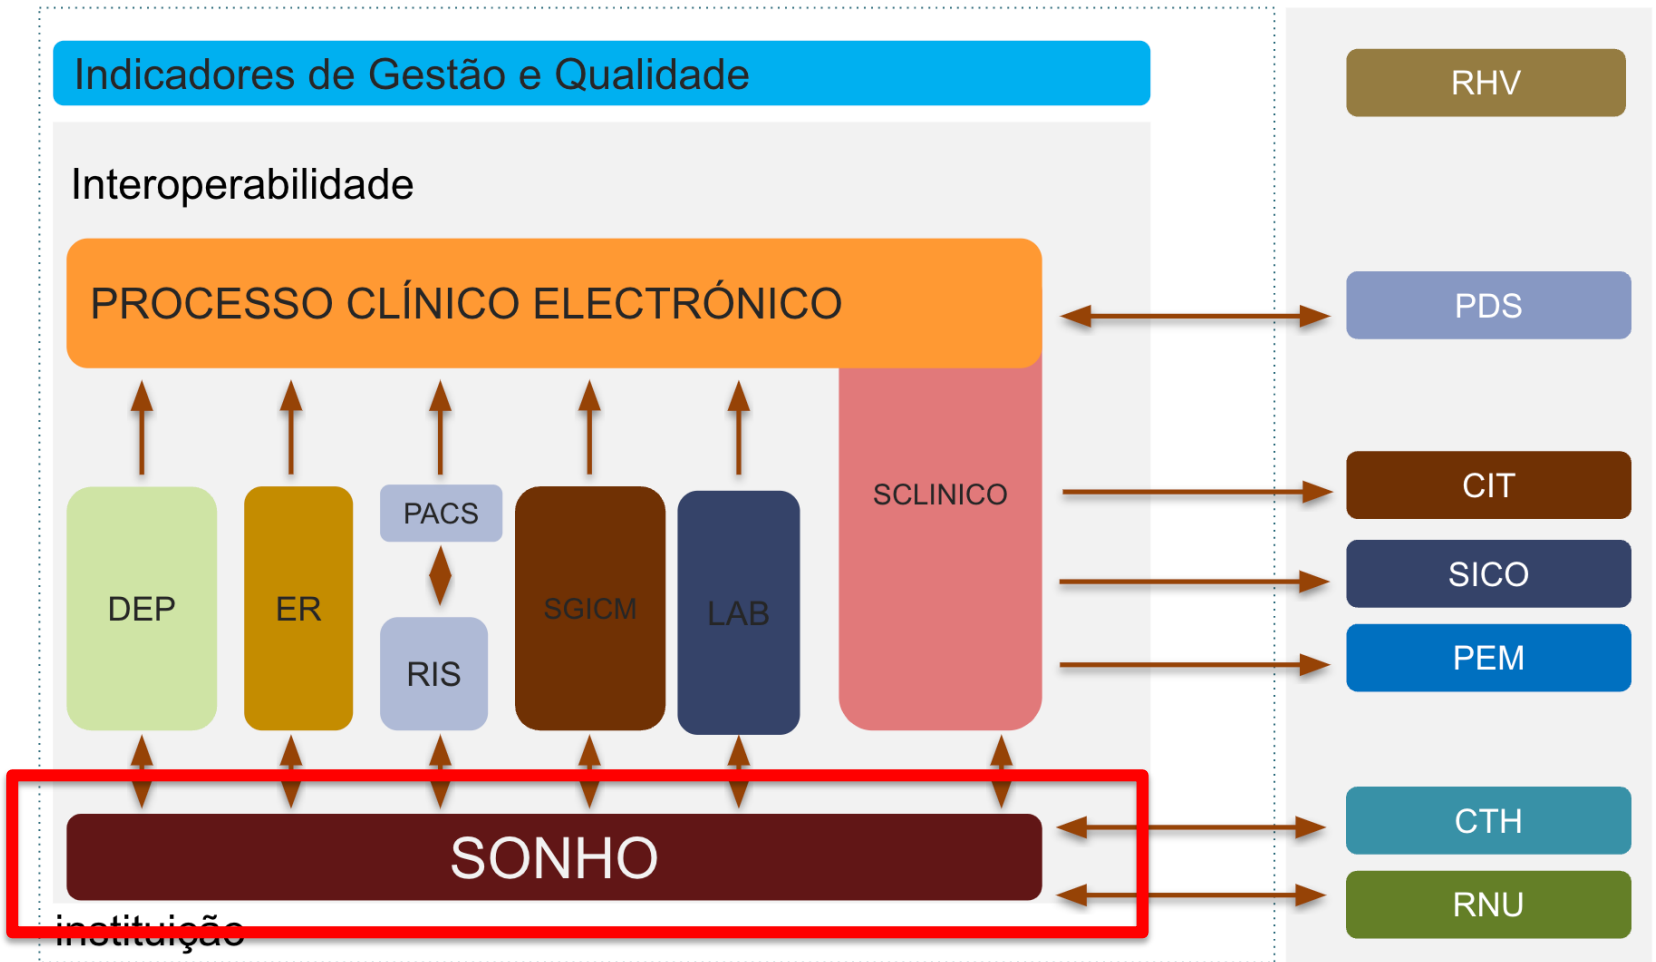 Indicadores de Gestão e Qualidade
RHV
Interoperabilidade
PROCESSO CLÍNICO ELECTRÓNICO
PDS
SCLINICO
CIT
PACS
SICO
DEP
ER
SGICM
LAB
RIS
PEM
CTH
SONHO
RNU
instituição